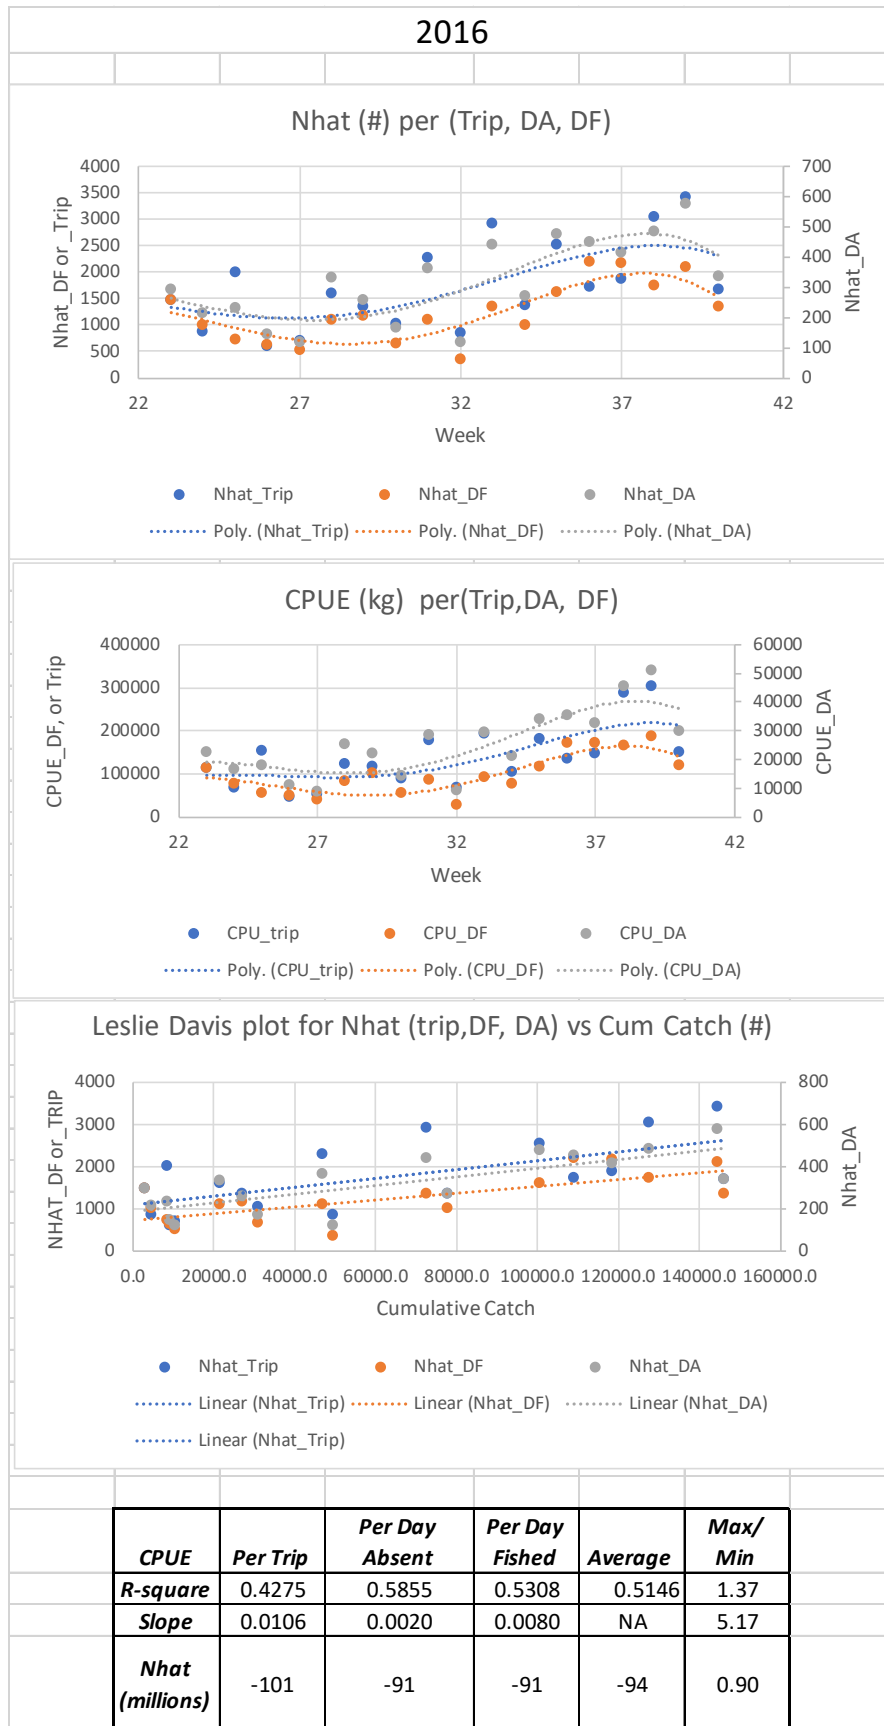 2016
Nhat (#) per (Trip, DA, DF)
4000
3500
3000
2500
2000
1500
1000
500
0
Nhat_DF or _Trip
700
600
500
400
300
200
100
0
Nhat_DA
22 27 32 37 42
Week
Nhat_Trip Nhat_DF Nhat_DA
Poly. (Nhat_Trip) Poly. (Nhat_DF) Poly. (Nhat_DA)
CPUE (kg) per(Trip,DA, DF)
400000
300000
200000
100000
0
CPUE_DF, or Trip
60000
50000
40000
30000
20000
10000
0
CPUE_DA
22 27 32 37 42
Week
CPU_trip CPU_DF CPU_DA
Poly. (CPU_trip) Poly. (CPU_DF) Poly. (CPU_DA)
Leslie Davis plot for Nhat (trip,DF, DA) vs Cum Catch (#)
4000
3000
2000
1000
0
NHAT_DF or_TRIP
800
600
400
200
0
Nhat_DA
0.0 20000.0 40000.0 60000.0 80000.0 100000.0 120000.0 140000.0 160000.0
Cumulative Catch
Nhat_Trip Nhat_DF Nhat_DA
Linear (Nhat_Trip) Linear (Nhat_DF) Linear (Nhat_DA)
Linear (Nhat_Trip)
CPUE Per Trip Per Day Absent Per Day Fished Average Max/ Min
R-square 0.4275 0.5855 0.5308 0.5146 1.37
Slope 0.0106 0.0020 0.0080 NA 5.17
Nhat (millions) -101 -91 -91 -94 0.90